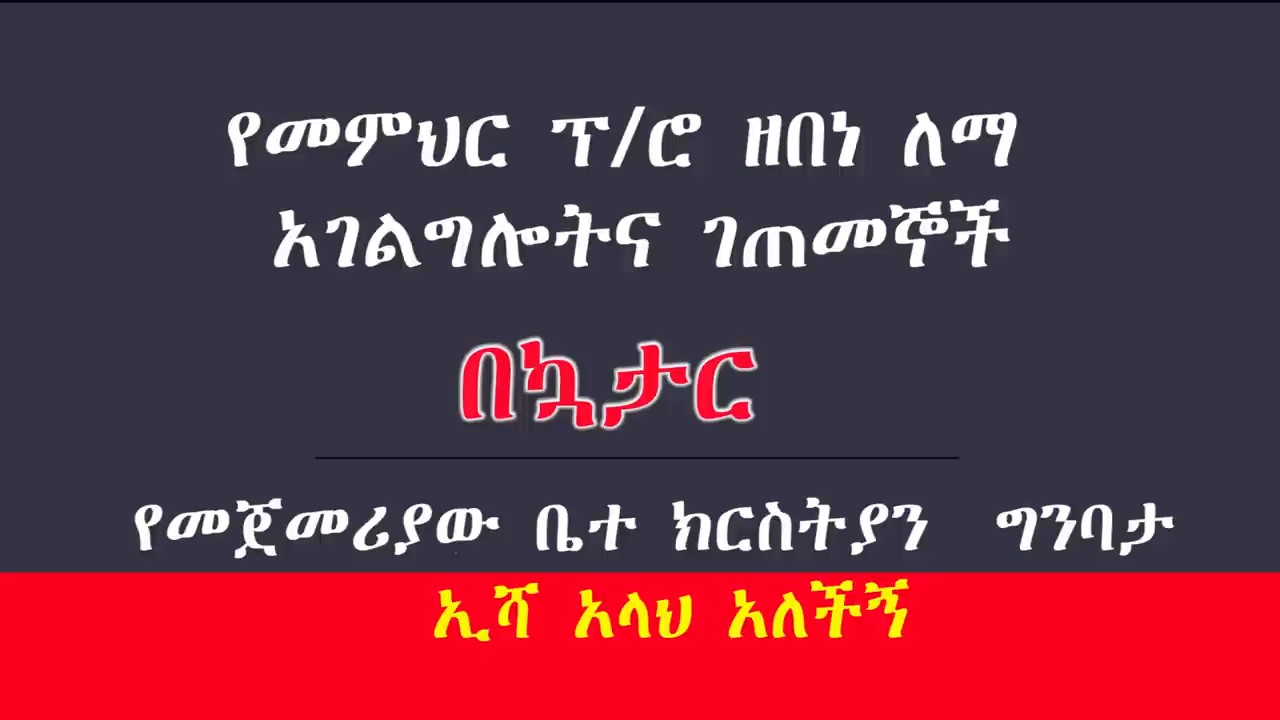 የመምህር ፕ/ሮ ዘበነ ለማ
አገልግሎትና ገጠመኞች
በኳታር
የመጀመሪያው ቤተ ክርስትያን ግንባታ
ኢሻ አላህ አለችኝ